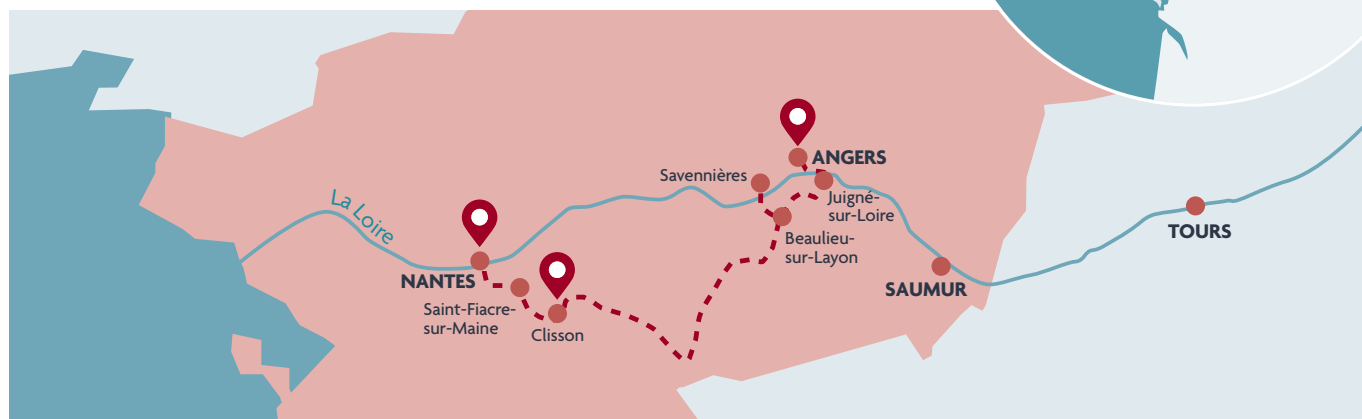 La Loire
NANTES
Saint-Fiacre-
sur-Maine
Clisson
Savennières
ANGERS
Juigné-
sur-Loire
Beaulieu-
sur-Layon
SAUMUR
TOURS